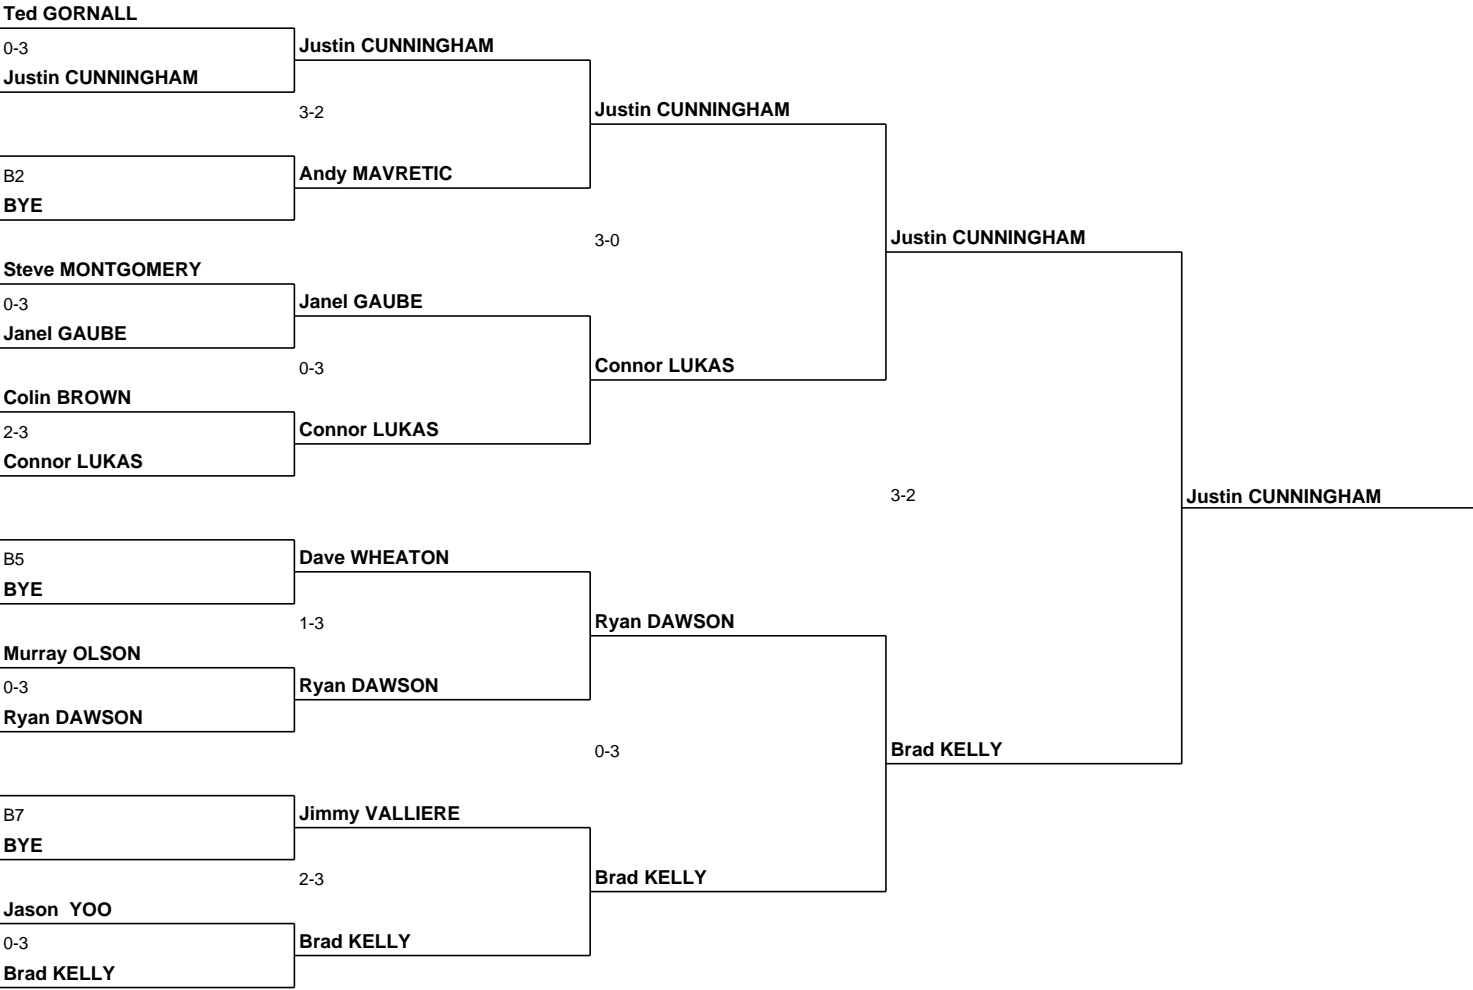 Ted GORNALL
0-3
Justin CUNNINGHAM
B2
BYE
Steve MONTGOMERY
0-3
Janel GAUBE
Colin BROWN
2-3
Connor LUKAS
B5
BYE
Murray OLSON
0-3
Ryan DAWSON
B7
BYE
Jason YOO
0-3
Brad KELLY
Justin CUNNINGHAM
3-2
Andy MAVRETIC
Janel GAUBE
0-3
Connor LUKAS
Dave WHEATON
1-3
Ryan DAWSON
Jimmy VALLIERE
2-3
Brad KELLY
Justin CUNNINGHAM
3-0
Connor LUKAS
Ryan DAWSON
0-3
Brad KELLY
Justin CUNNINGHAM
3-2
Brad KELLY
Justin CUNNINGHAM